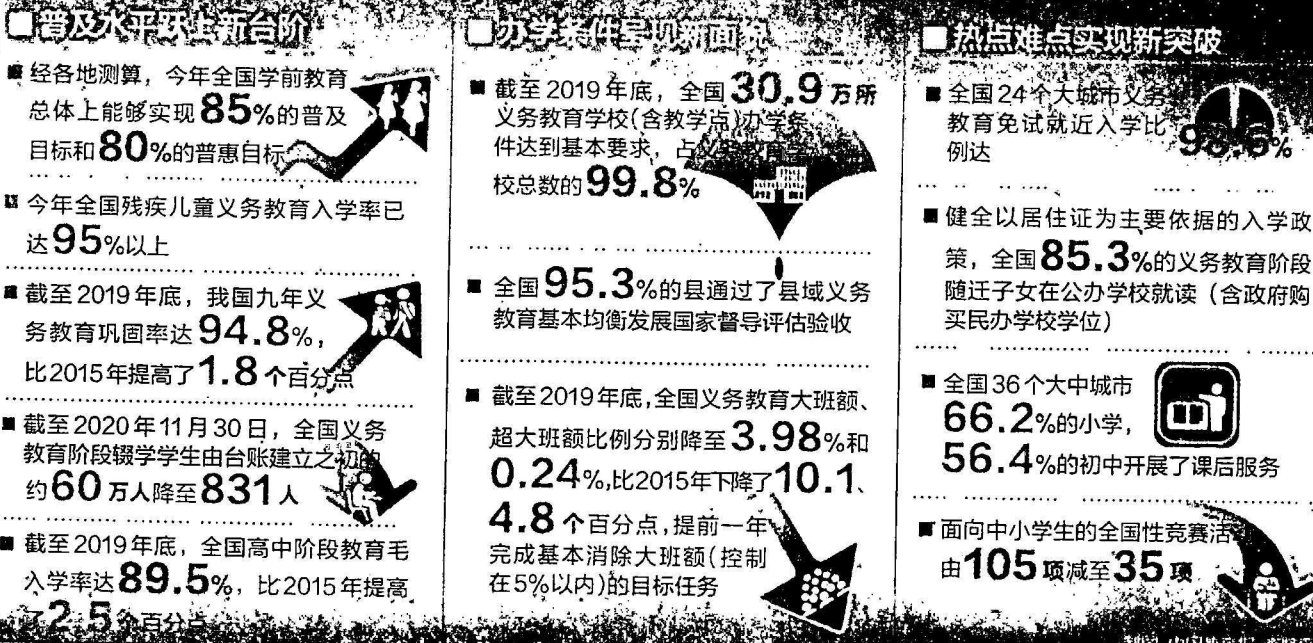 普及水平跃上新台阶
经各地测算，今年全国学前教育
总体上能够实现85%的普及
目标和80%的普惠目标
今年全国残疾儿童义务教育入学率已
达95%以上
截至2019年底，我国九年义
务教育巩固率达94.8%，
比2015年提高了1.8个百分点
截至2020年11月30日，全国义务
教育阶段辍学学生由台账建立之初的
约60万人降至831人
截至2019年底，全国高中阶段教育毛
入学率达89.5%，比2015年提高
了2.5个百分点
办学条件呈现新面貌
截至2019年底，全国30.9万所
义务教育学校(含教学点)办学条
件达到基本要求，占义务教育学
校总数的99.8%
全国95.3%的县通过了县域义务
教育基本均衡发展国家督导评估验收
截至2019年底,全国义务教育大班额、
超大班额比例分别降至3.98%和
0.24%,比2015年下降了10.1、
4.8个百分点,提前一年
完成基本消除大班额(控制
在5%以内)的目标任务
热点难点实现新突破
全国24个大城市义务
教育免试就近入学比
例达
健全以居住证为主要依据的入学政
策，全国85.3%的义务教育阶段
随迁子女在公办学校就读（含政府购
买民办学校学位）
全国36个大中城市
66.2%的小学，
56.4%的初中开展了课后服务
面向中小学生的全国性竞赛活
由105项减至35项